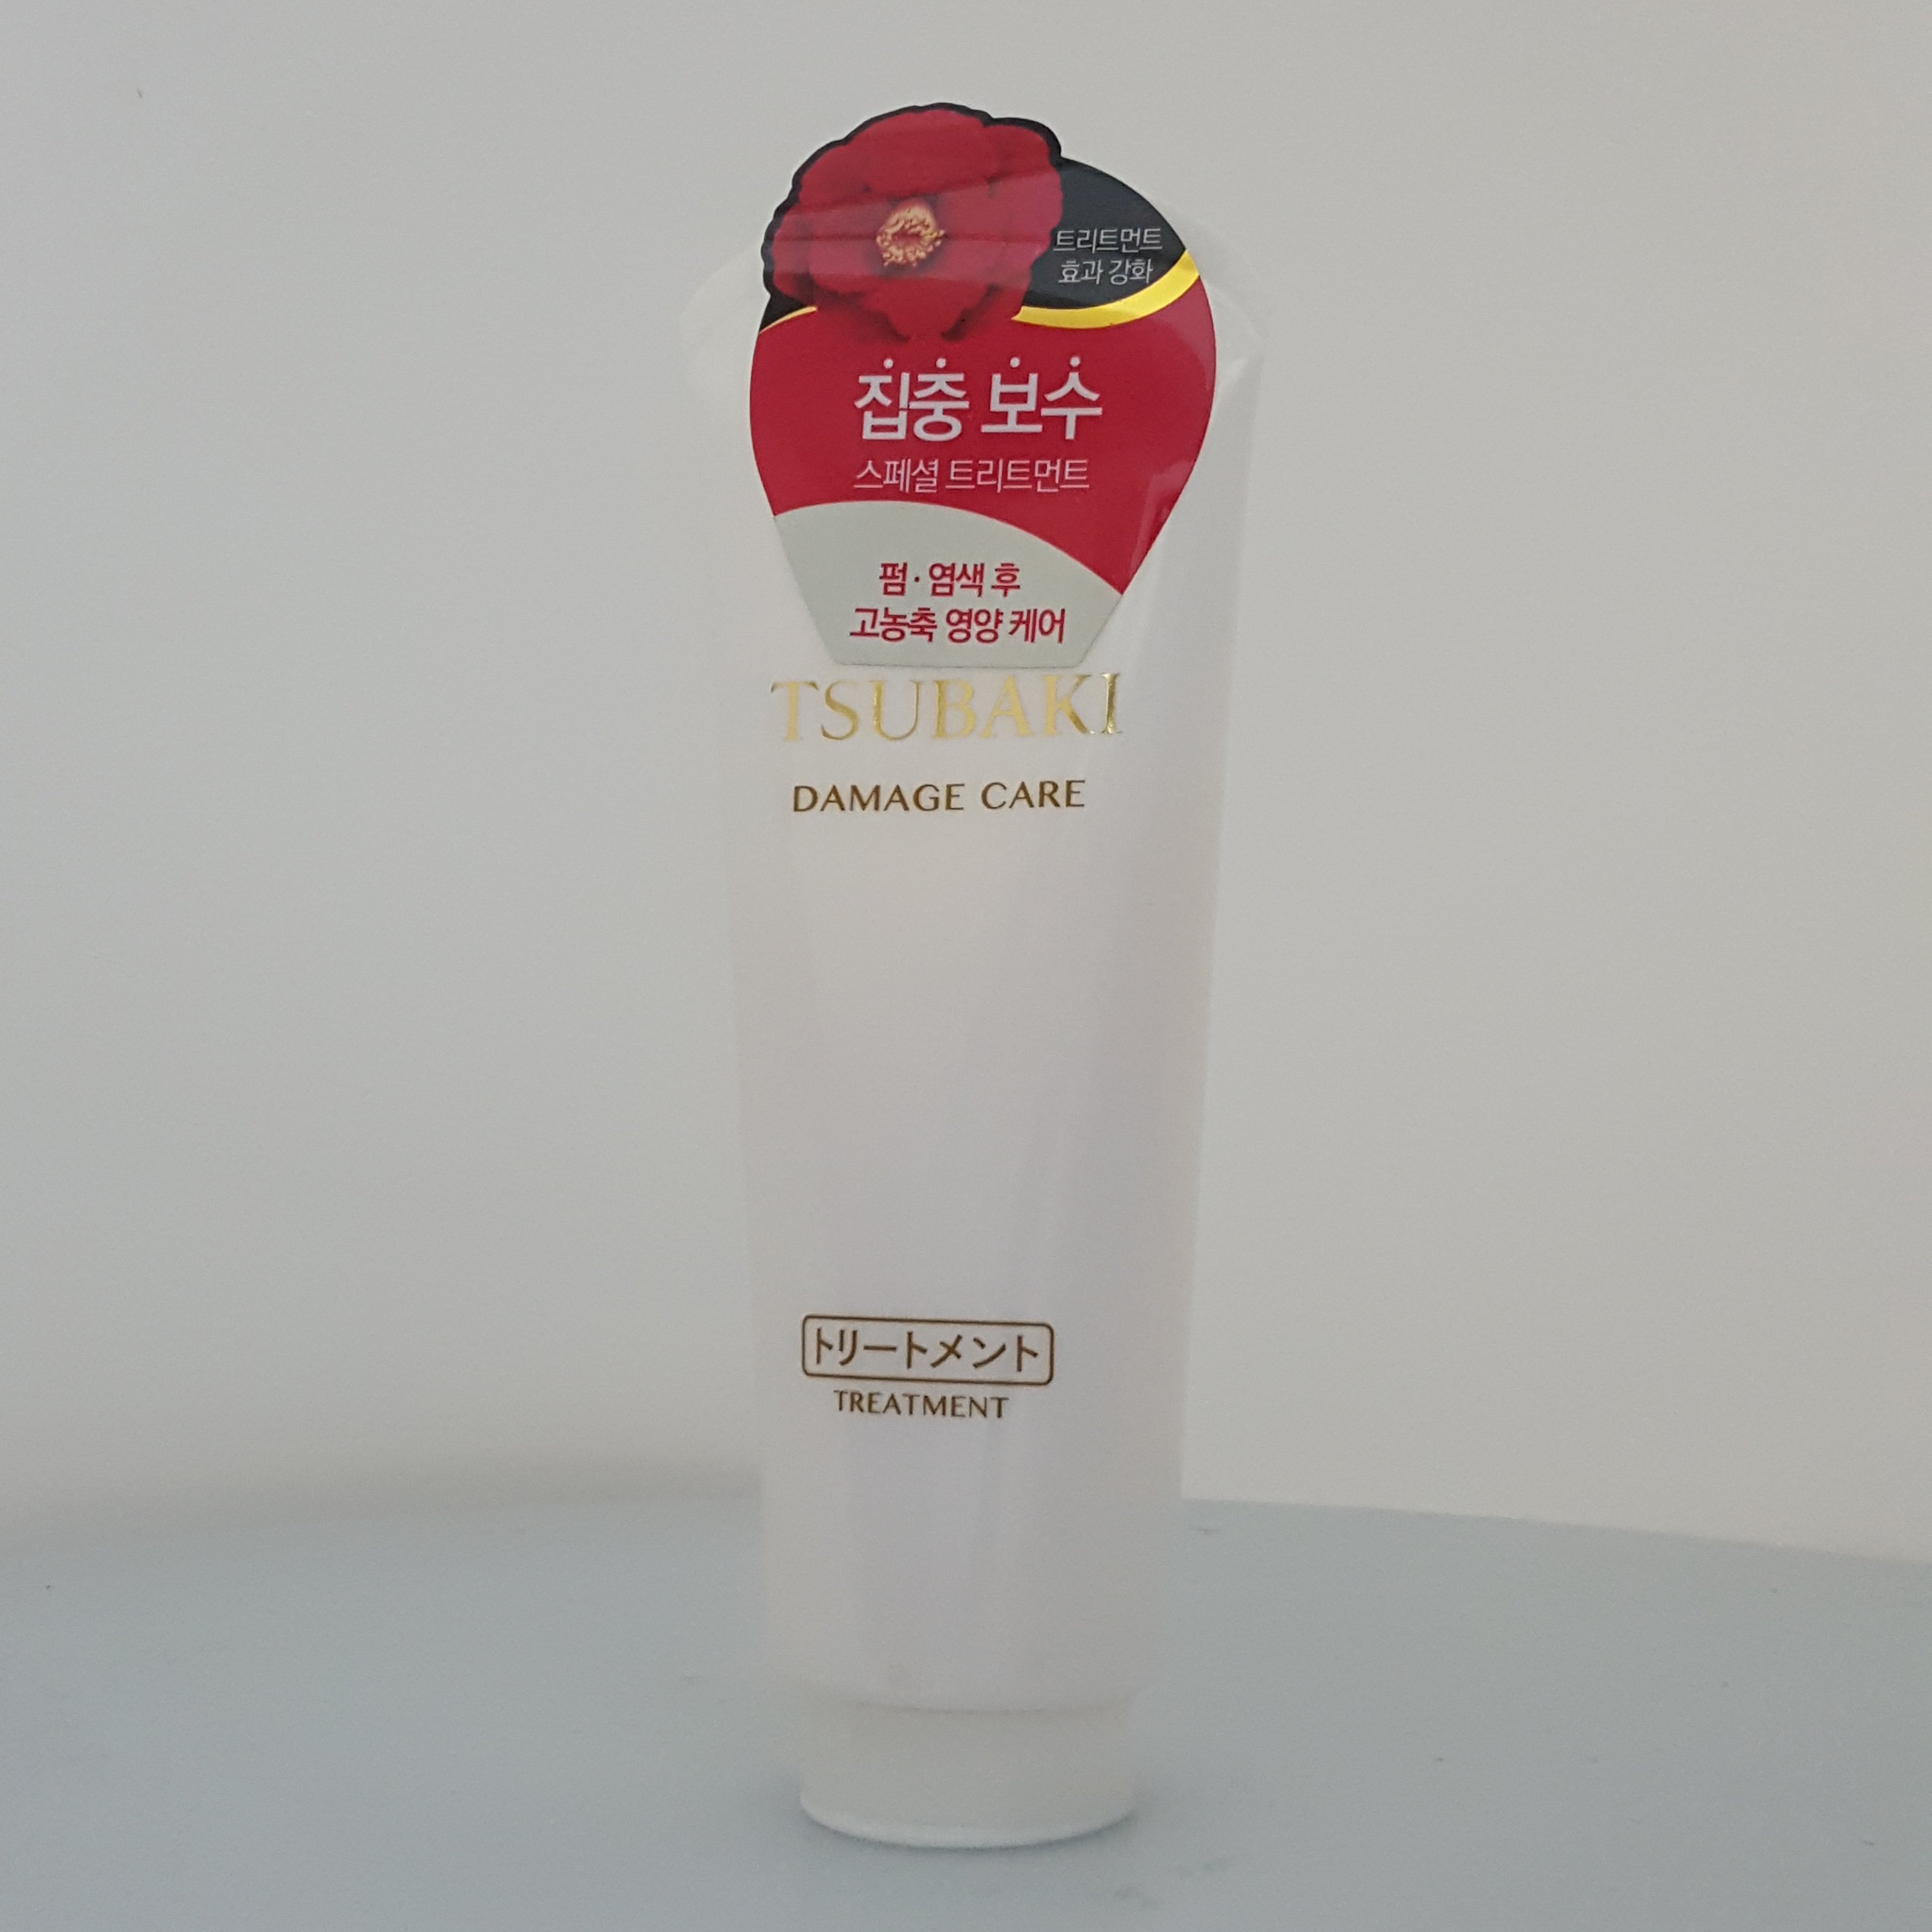 트리트먼트
효과 강화
집중 보수
스페셜 트리트먼트
펌·염색 후
고농축 영양 케어
TSUBAKI
DAMAGE CARE
トリートメント
TREATMENT